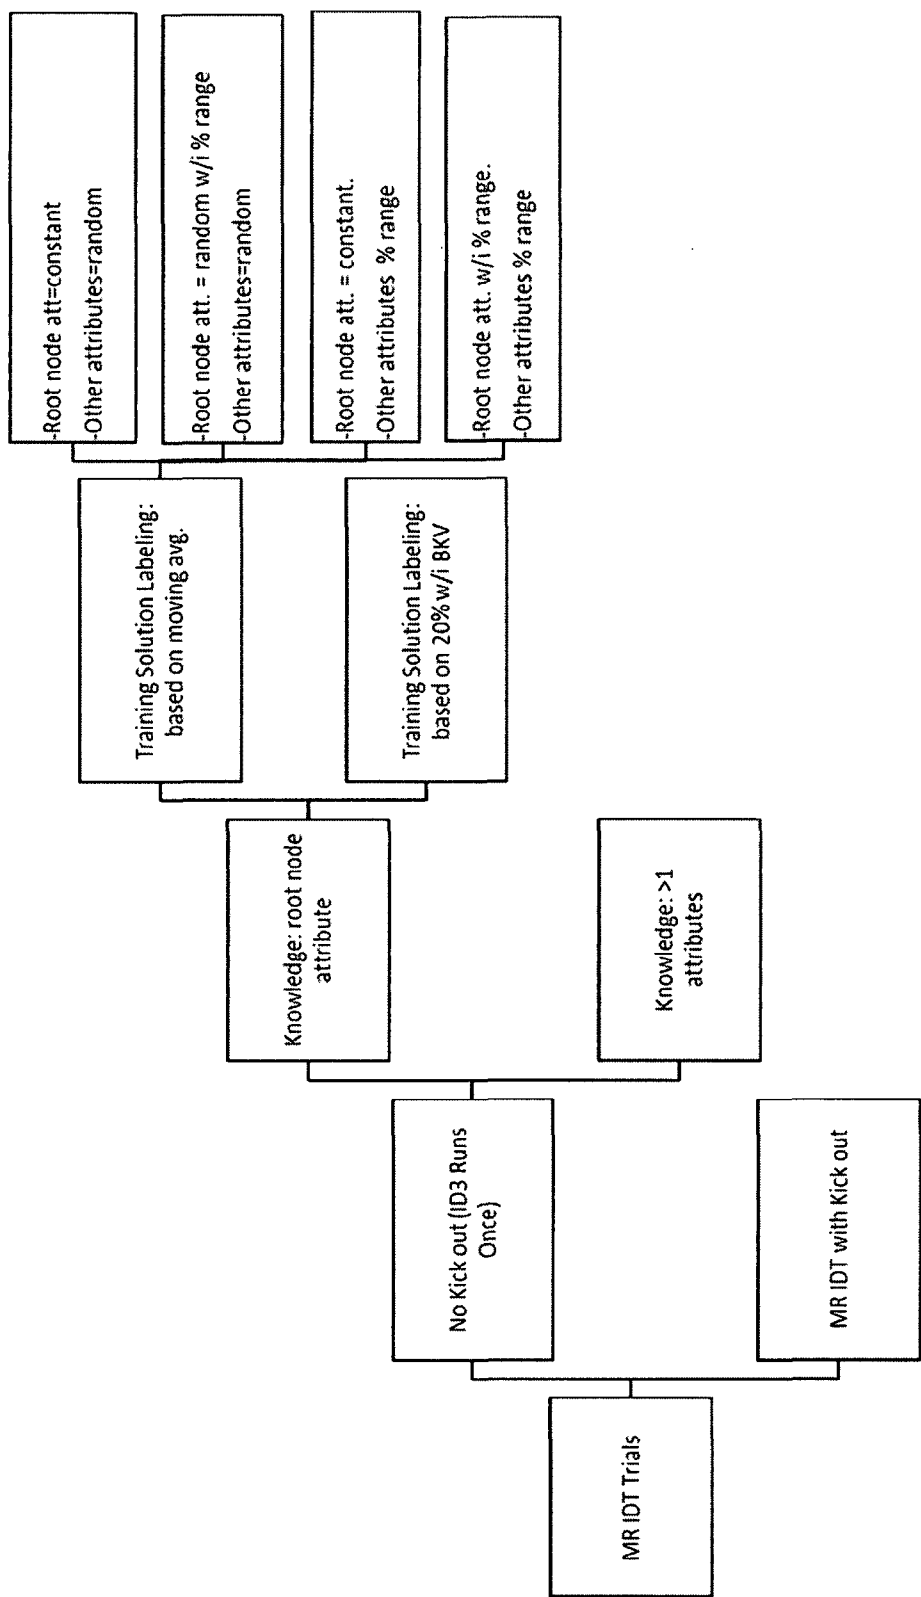 MR IDT Trials
No Kick out (ID3 Runs
Once)
MR IDT with Kick out
Knowledge: root node
attribute
Knowledge: >1
attributes
Training Solution Labeling:
based on moving avg.
Training Solution Labeling:
based on 20% w/i BKV
-Root node att=constant
-Other attributes=random
-Root node att. = random w/i % range
-Other attributes=random
-Root node att. = constant.
-Other attributes % range
-Root node att. w/i % range.
-Other attributes % range